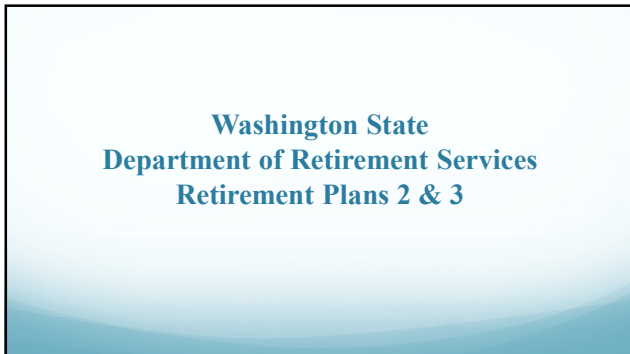 Washington State
Department of Retirement Services
Retirement Plans 2 & 3